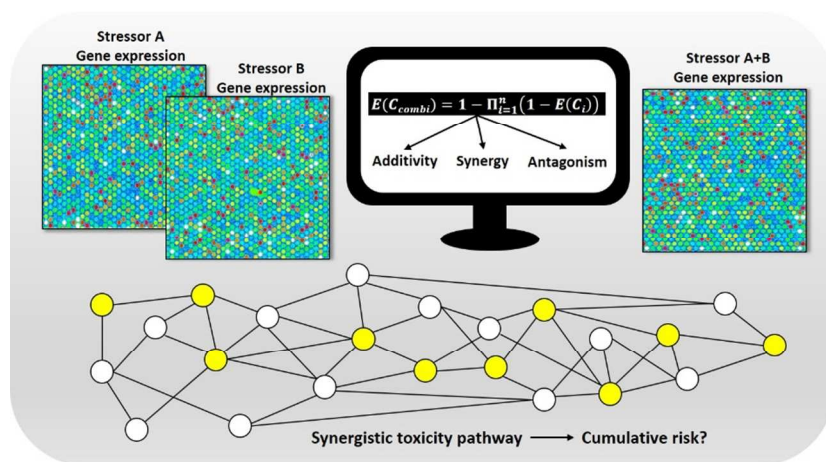 Stressor A
Gene expression
Stressor B
Gene expression
E(C_combi) = 1 − Π_{i=1}^{n}(1 − E(C_i))
Additivity Synergy Antagonism
Stressor A+B
Gene expression
Synergistic toxicity pathway → Cumulative risk?